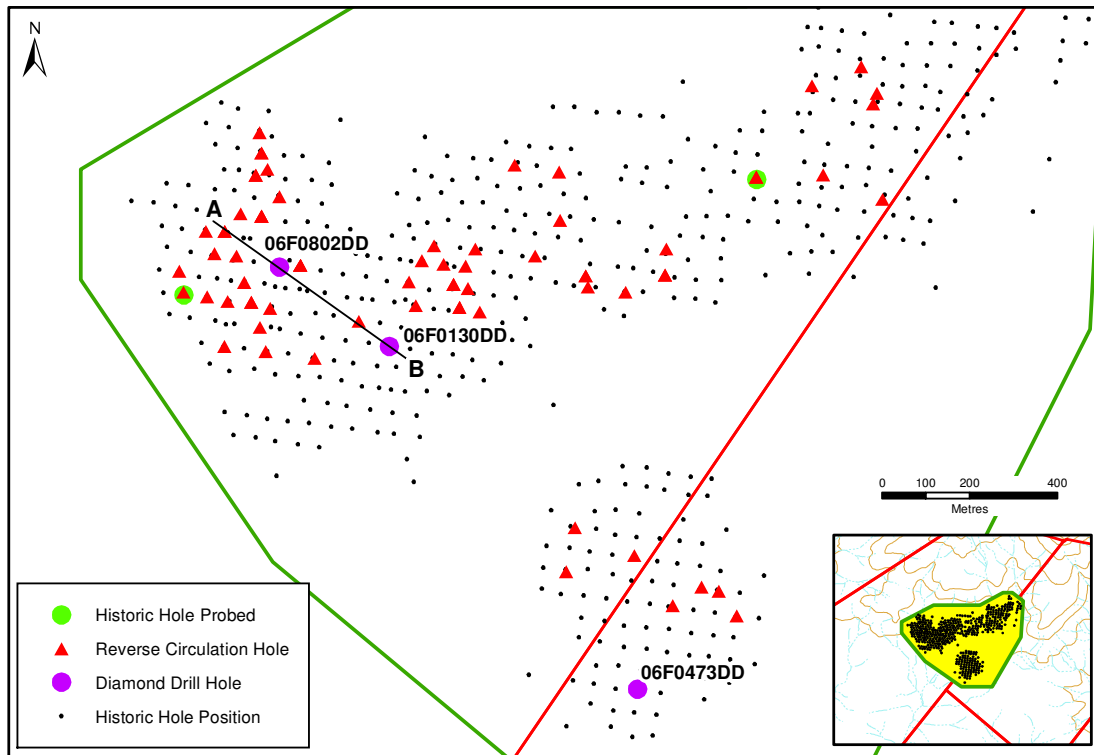 N
A
06F0802DD
06F0130DD
B
0 100 200 400
Metres
06F0473DD
Historic Hole Probed
Reverse Circulation Hole
Diamond Drill Hole
Historic Hole Position